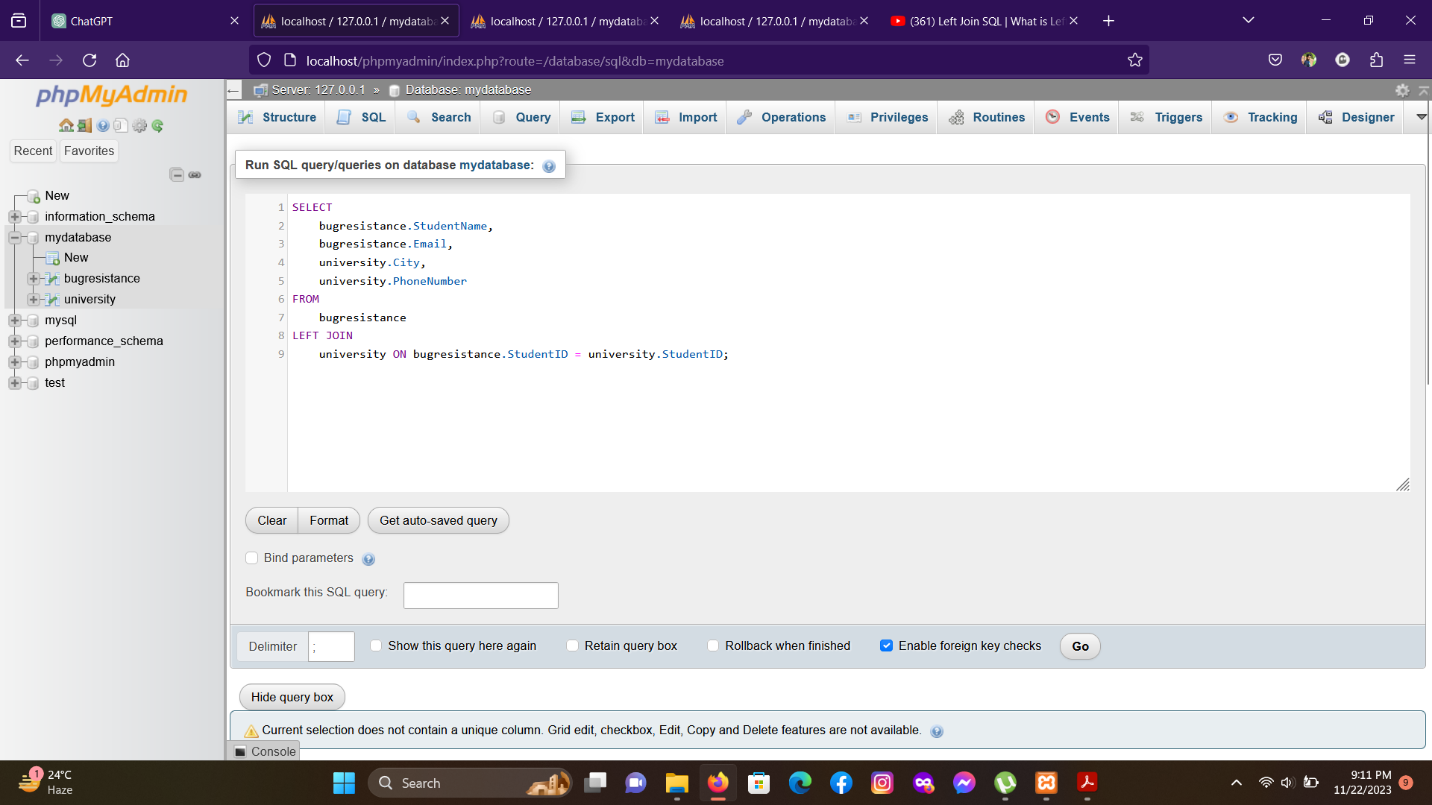 ChatGPT
localhost / 127.0.0.1 / mydataba
localhost / 127.0.0.1 / mydatab
localhost / 127.0.0.1 / mydatab
(361) Left Join SQL | What is Lef
localhost/phpmyadmin/index.php?route=/database/sql&db=mydatabase
phpMyAdmin
Recent Favorites
New
information_schema
mydatabase
New
bugresistance
university
mysql
performance_schema
phpmyadmin
test
Server: 127.0.0.1 » Database: mydatabase
Structure SQL Search Query Export Import Operations Privileges Routines Events Triggers Tracking Designer
Run SQL query/queries on database mydatabase:
1 SELECT
2 bugresistance.StudentName,
3 bugresistance.Email,
4 university.City,
5 university.PhoneNumber
6 FROM
7 bugresistance
8 LEFT JOIN
9 university ON bugresistance.StudentID = university.StudentID;
Clear Format Get auto-saved query
Bind parameters
Bookmark this SQL query:
Delimiter ; Show this query here again Retain query box Rollback when finished Enable foreign key checks Go
Hide query box
Current selection does not contain a unique column. Grid edit, checkbox, Edit, Copy and Delete features are not available.
Console
1 24°C
Haze
Search
9:11 PM
11/22/2023
9